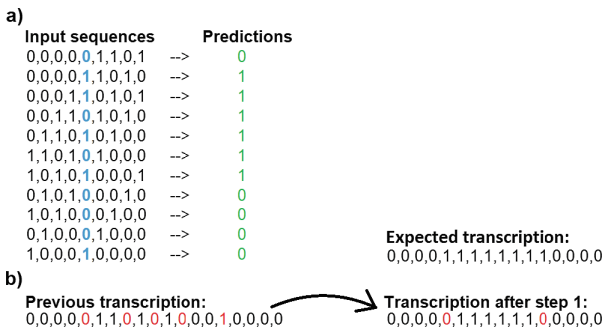 a)
Input sequences Predictions
0,0,0,0,0,1,1,0,1 --> 0
0,0,0,0,1,1,0,1,0 --> 1
0,0,0,1,1,0,1,0,1 --> 1
0,0,1,1,0,1,0,1,0 --> 1
0,1,1,0,1,0,1,0,0 --> 1
1,1,0,1,0,1,0,0,0 --> 1
1,0,1,0,1,0,0,0,1 --> 1
0,1,0,1,0,0,0,1,0 --> 0
1,0,1,0,0,0,1,0,0 --> 0
0,1,0,0,0,1,0,0,0 --> 0
1,0,0,0,1,0,0,0,0 --> 0
Expected transcription:
0,0,0,0,1,1,1,1,1,1,1,1,0,0,0,0
b)
Previous transcription:
0,0,0,0,0,1,1,0,1,0,1,0,0,0,1,0,0,0,0
Transcription after step 1:
0,0,0,0,0,1,1,1,1,1,1,0,0,0,0,0